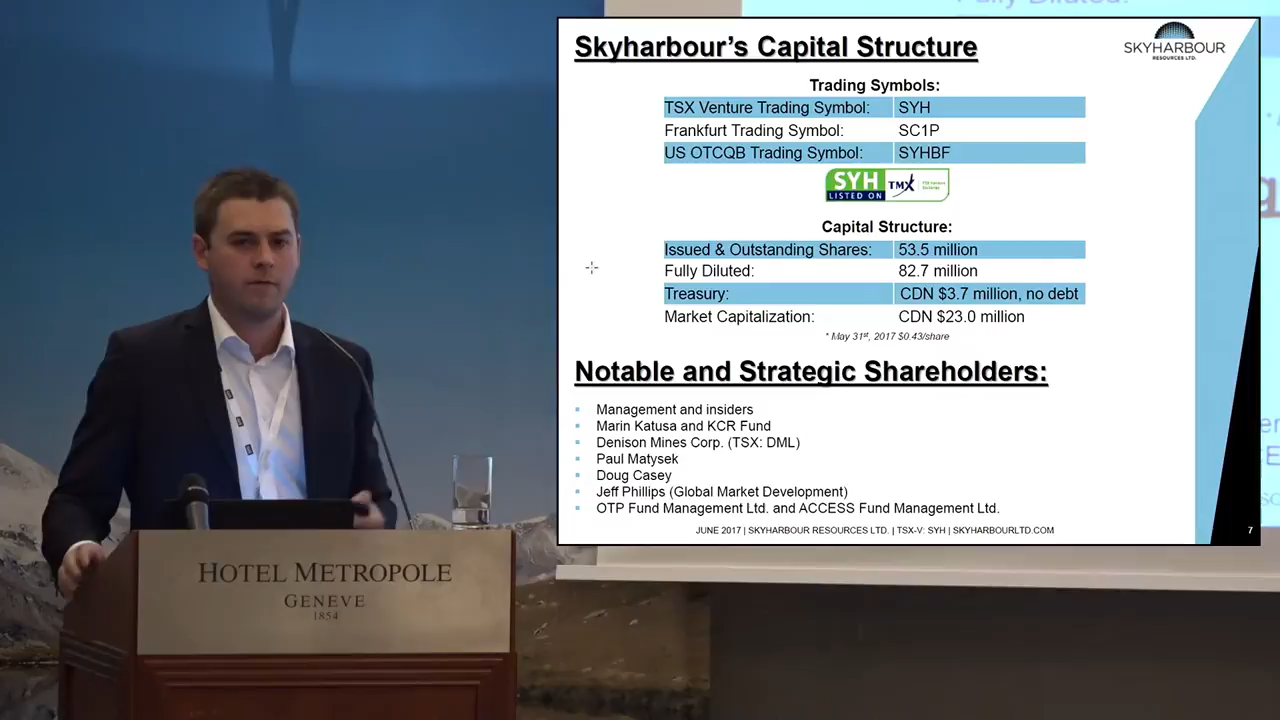 Fully Diluted:
Skyharbour's Capital Structure
SKYHARBOUR
RESOURCES LTD.
Trading Symbols:
TSX Venture Trading Symbol: SYH
Frankfurt Trading Symbol: SC1P
US OTCQB Trading Symbol: SYHBF
SYH
LISTED ON
TMX
TSX Venture
Exchange
Capital Structure:
Issued & Outstanding Shares: 53.5 million
Fully Diluted: 82.7 million
Treasury: CDN $3.7 million, no debt
Market Capitalization: CDN $23.0 million
* May 31st, 2017 $0.43/share
Notable and Strategic Shareholders:
Management and insiders
Marin Katusa and KCR Fund
Denison Mines Corp. (TSX: DML)
Paul Matysek
Doug Casey
Jeff Phillips (Global Market Development)
OTP Fund Management Ltd. and ACCESS Fund Management Ltd.
JUNE 2017 | SKYHARBOUR RESOURCES LTD. | TSX-V: SYH | SKYHARBOURLTD.COM
7
HOTEL METROPOLE
GENEVE
1854